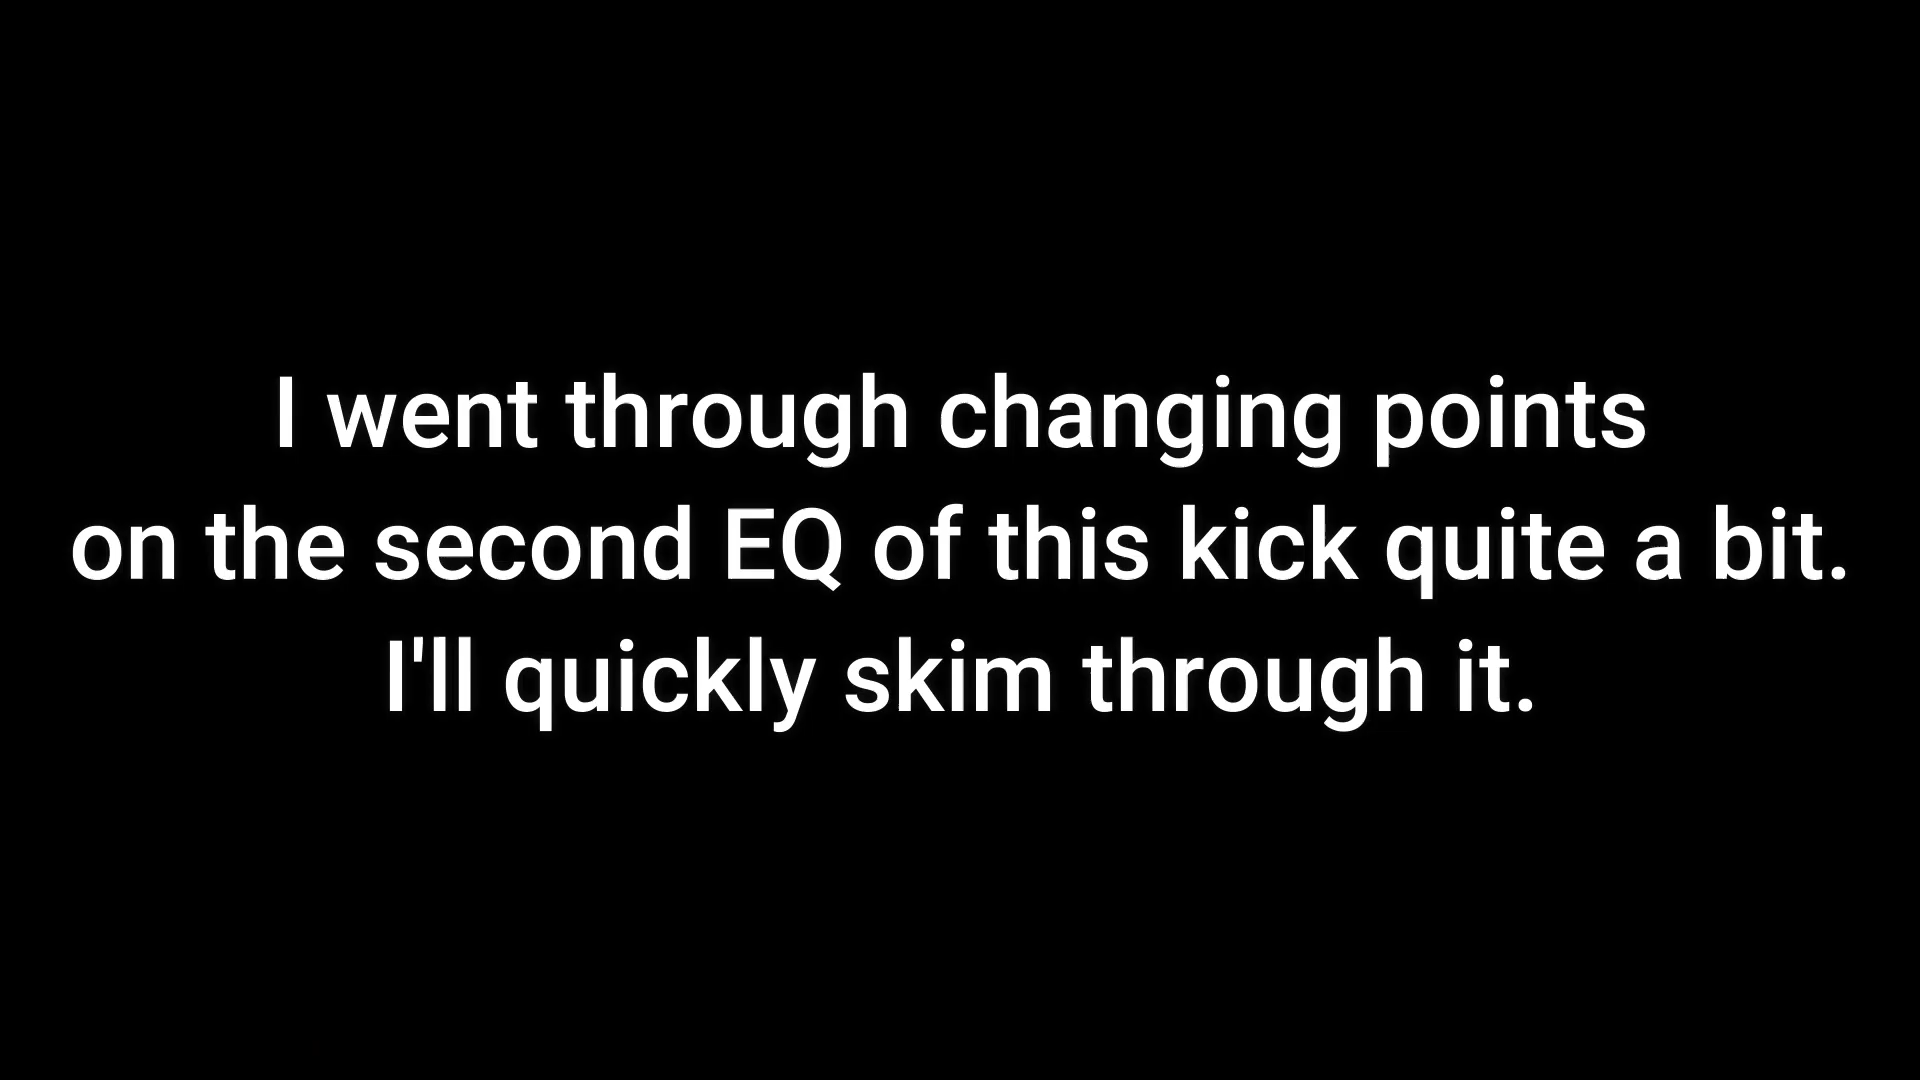 I went through changing points
on the second EQ of this kick quite a bit.
I'll quickly skim through it.